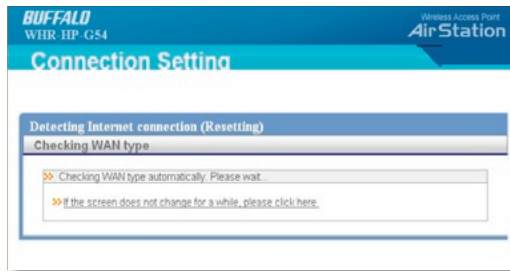 BUFFALO
WHR-HP-G54
Wireless Access Point
AirStation
Connection Setting
Detecting Internet connection (Resetting)
Checking WAN type
Checking WAN type automatically. Please wait...
If the screen does not change for a while, please click here.